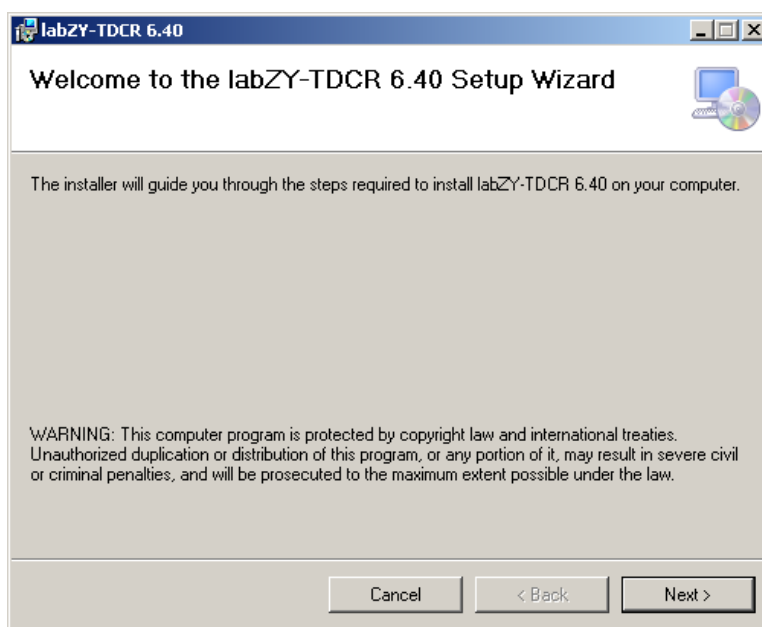 labZY-TDCR 6.40
Welcome to the labZY-TDCR 6.40 Setup Wizard
The installer will guide you through the steps required to install labZY-TDCR 6.40 on your computer.
WARNING: This computer program is protected by copyright law and international treaties.
Unauthorized duplication or distribution of this program, or any portion of it, may result in severe civil
or criminal penalties, and will be prosecuted to the maximum extent possible under the law.
Cancel < Back Next >